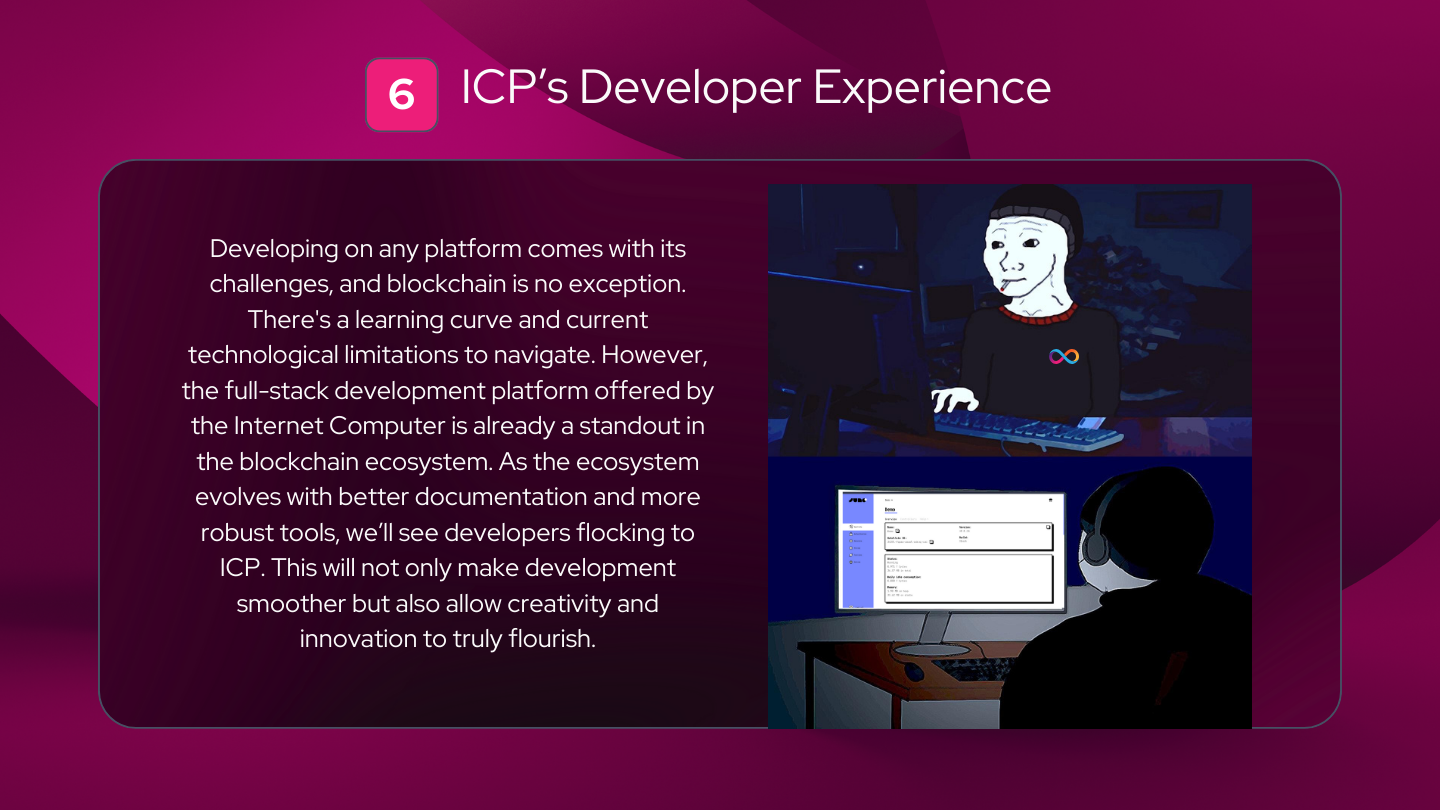 6
ICP’s Developer Experience
Developing on any platform comes with its
challenges, and blockchain is no exception.
There's a learning curve and current
technological limitations to navigate. However,
the full-stack development platform offered by
the Internet Computer is already a standout in
the blockchain ecosystem. As the ecosystem
evolves with better documentation and more
robust tools, we’ll see developers flocking to
ICP. This will not only make development
smoother but also allow creativity and
innovation to truly flourish.